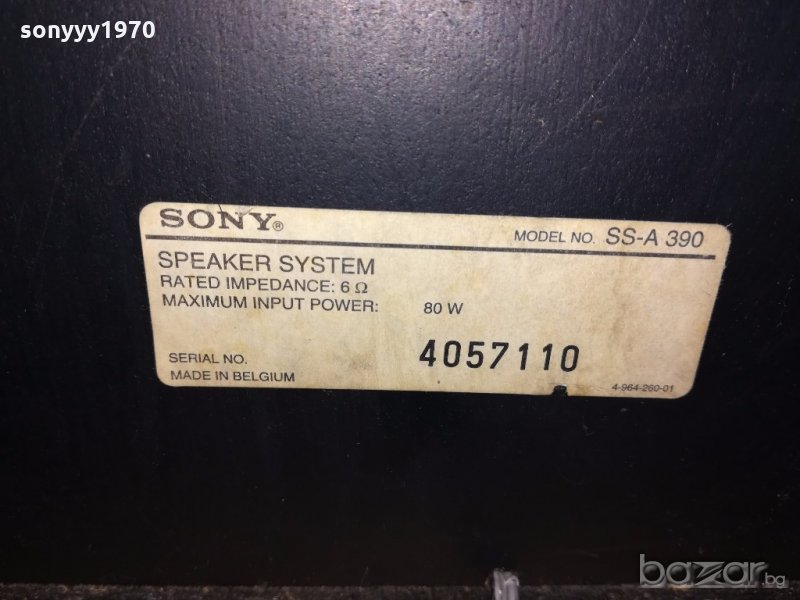 sonyyy1970
SONY®
MODEL NO. SS-A 390
SPEAKER SYSTEM
RATED IMPEDANCE: 6 Ω
MAXIMUM INPUT POWER: 80 W
SERIAL NO. 4057110
MADE IN BELGIUM
4-964-260-01
bazar.bg